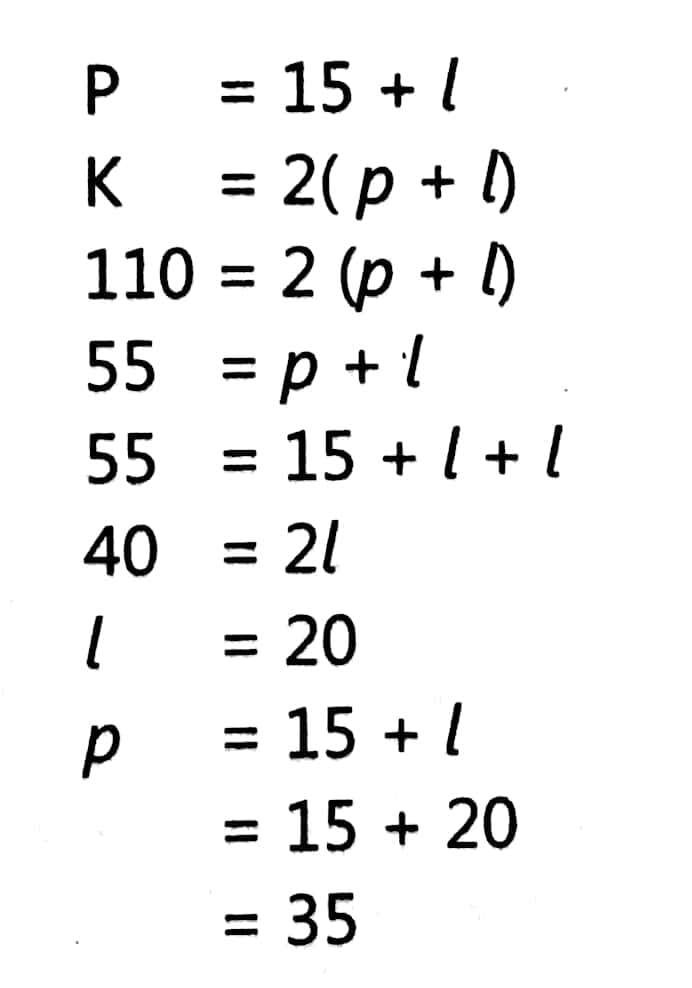 P = 15 + l
K = 2( p + l)
110 = 2 (p + l)
55 = p + l
55 = 15 + l + l
40 = 2l
l = 20
p = 15 + l
= 15 + 20
= 35